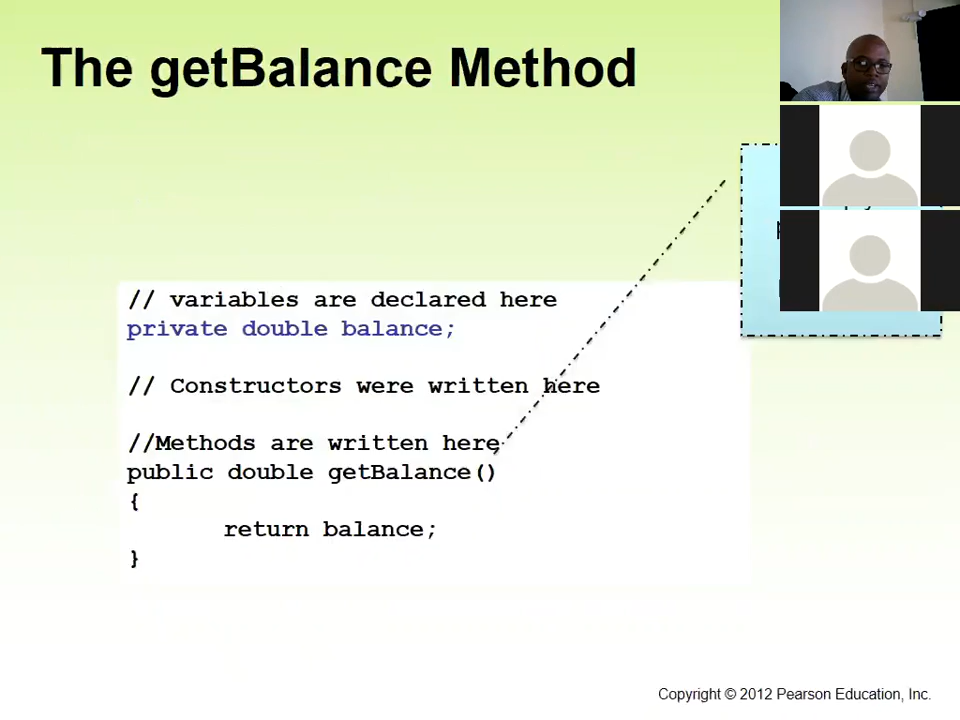 The getBalance Method
// variables are declared here
private double balance;
// Constructors were written here
//Methods are written here
public double getBalance()
{
return balance;
}
Copyright © 2012 Pearson Education, Inc.